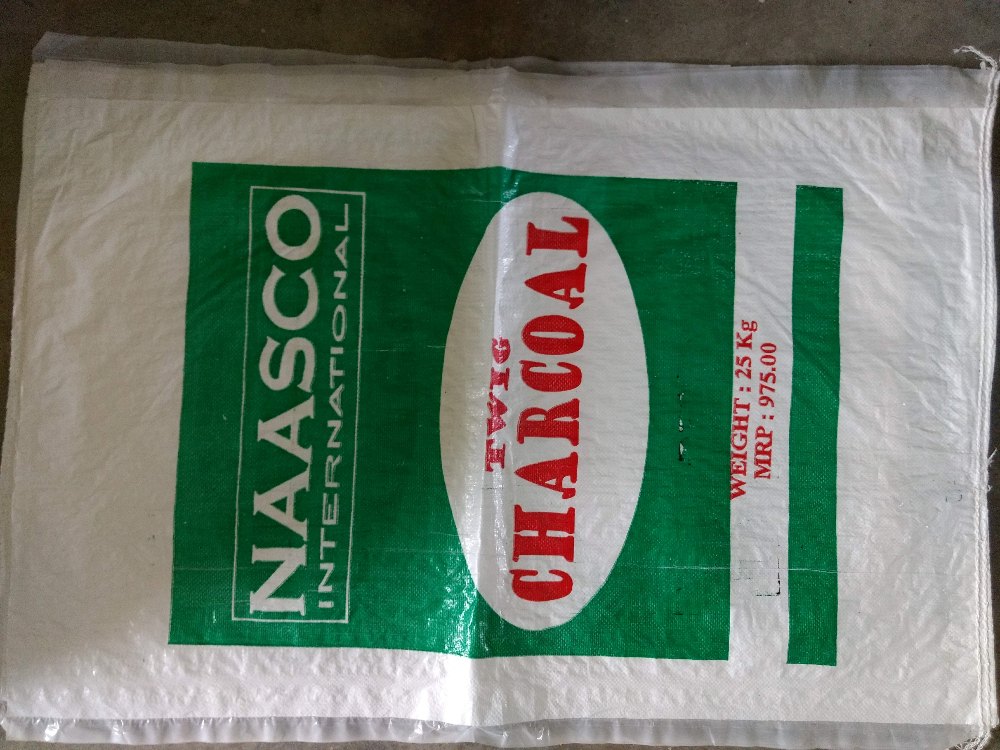 NAASCO
INTERNATIONAL
TWIG
CHARCOAL
WEIGHT : 25 Kg
MRP : 975.00